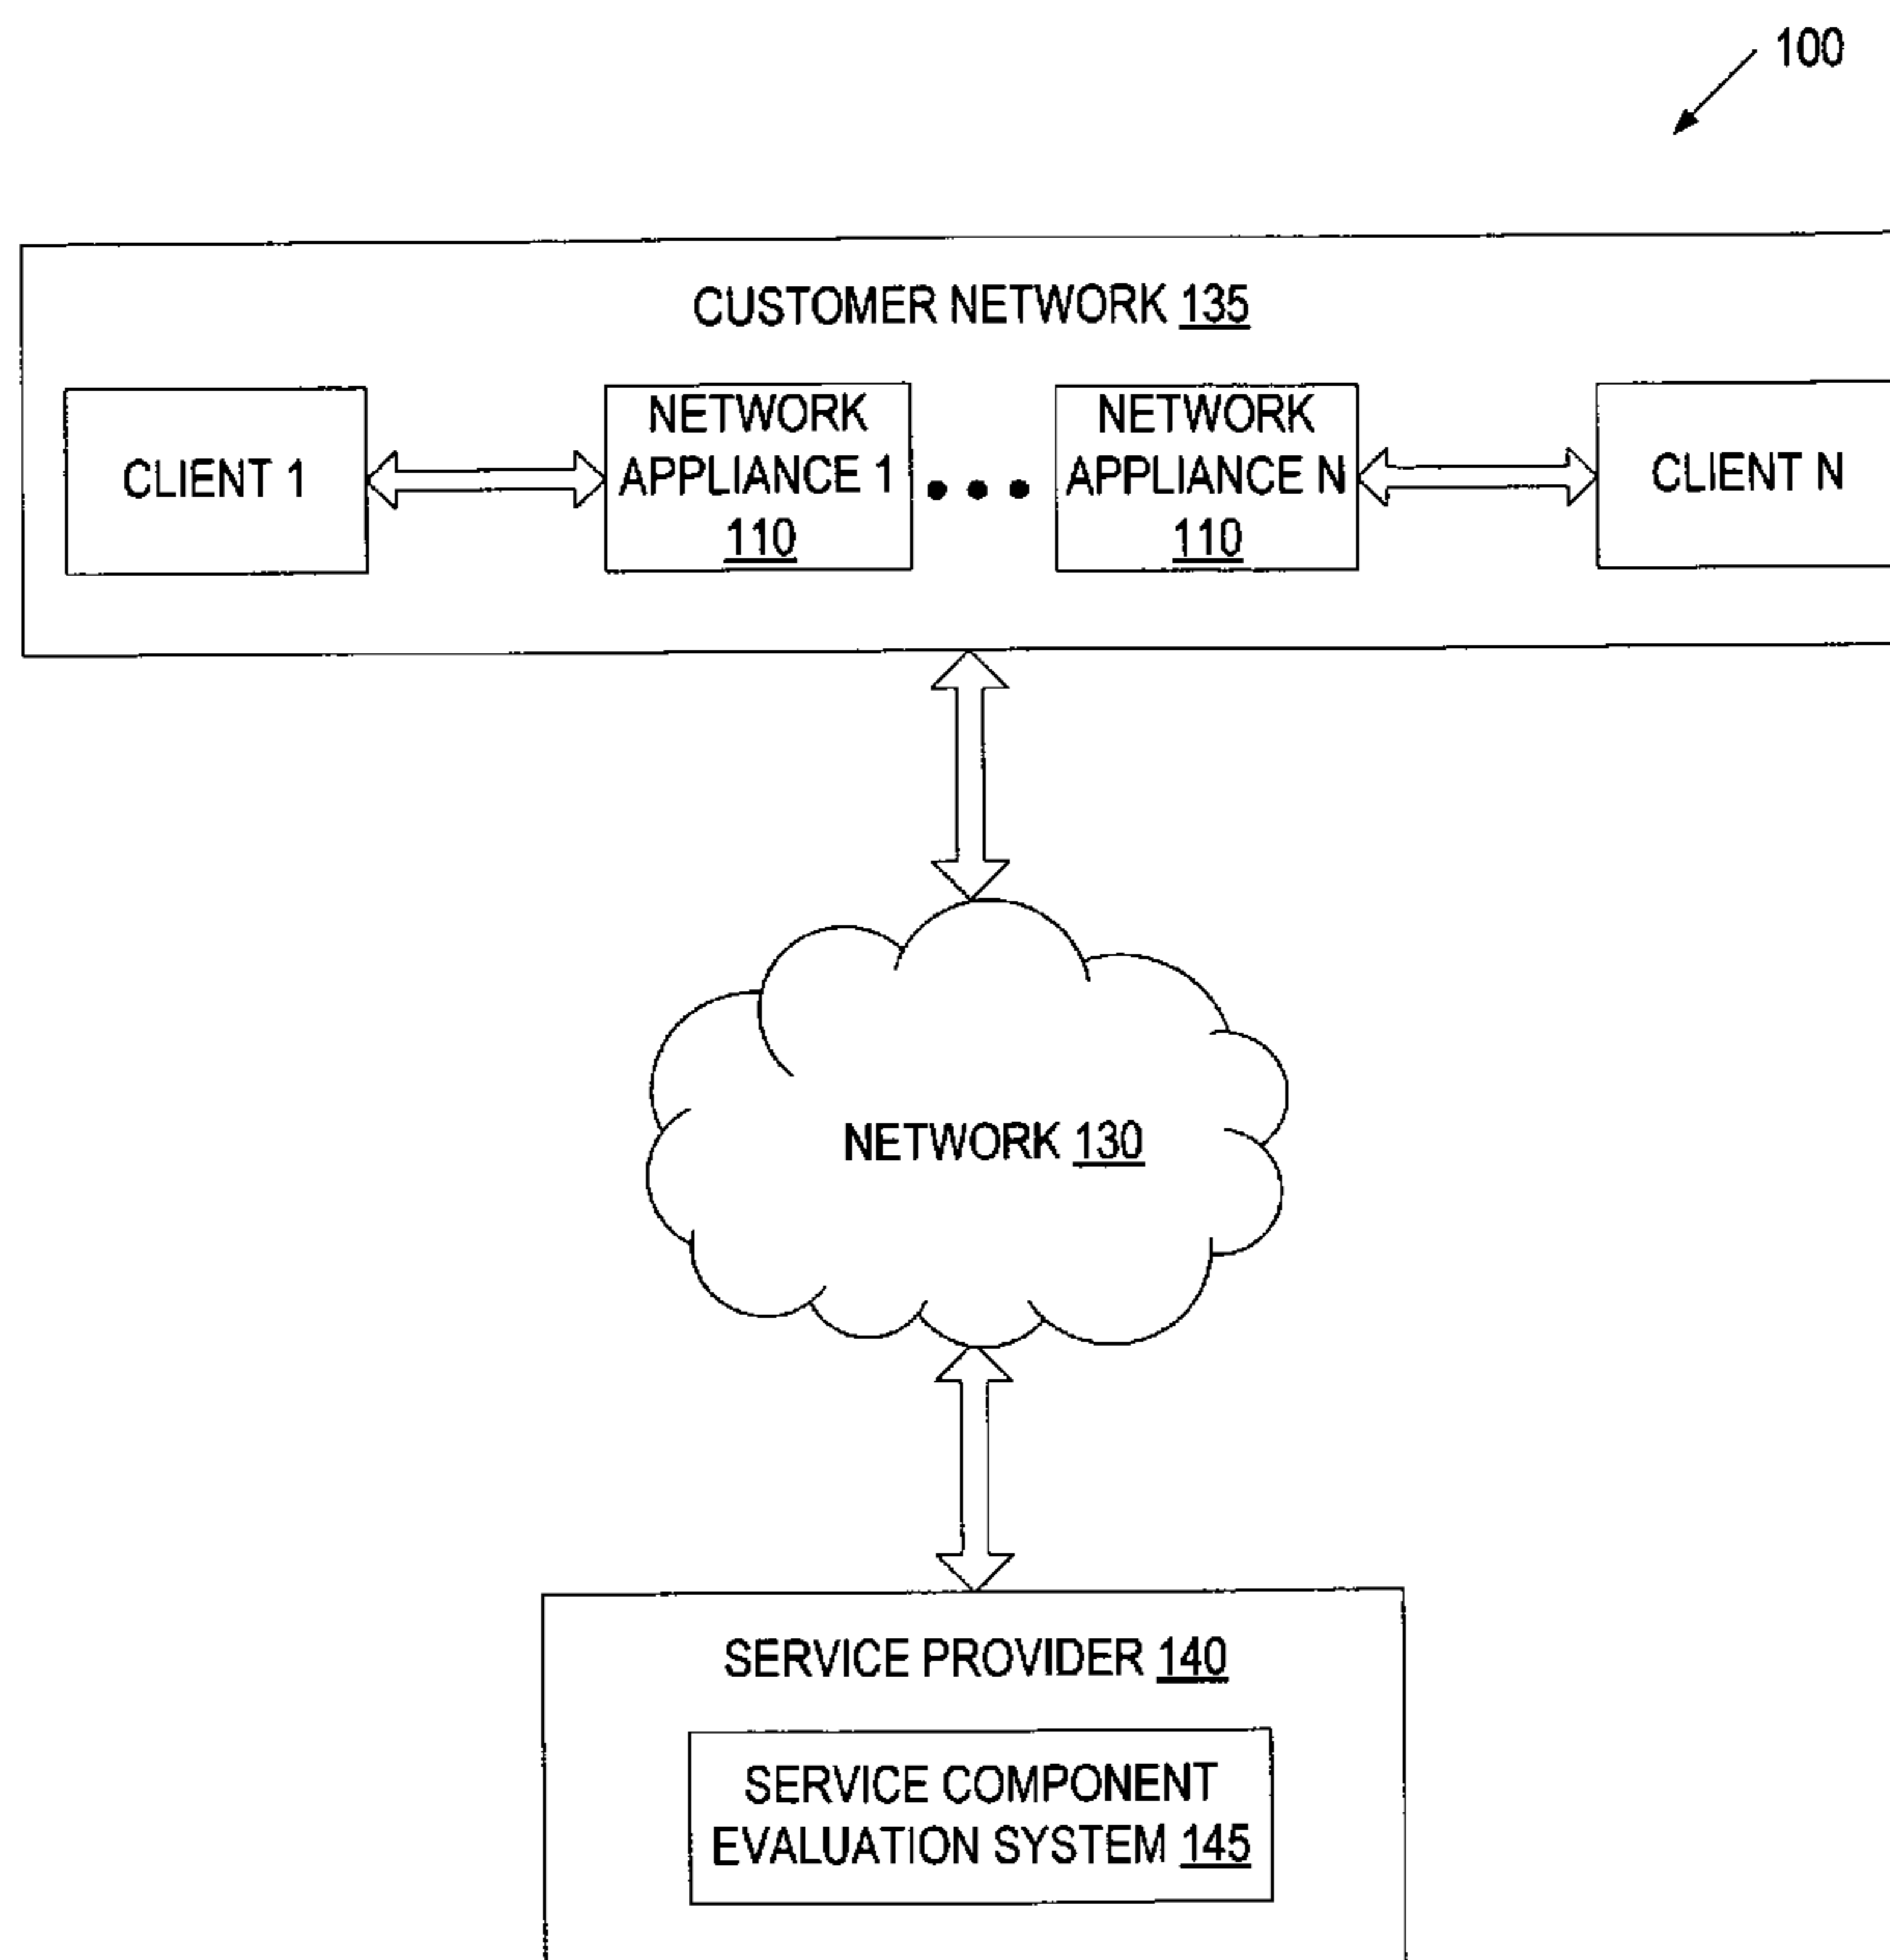 100
CUSTOMER NETWORK 135
CLIENT 1
NETWORK
APPLIANCE 1
110
NETWORK
APPLIANCE N
110
CLIENT N
NETWORK 130
SERVICE PROVIDER 140
SERVICE COMPONENT
EVALUATION SYSTEM 145